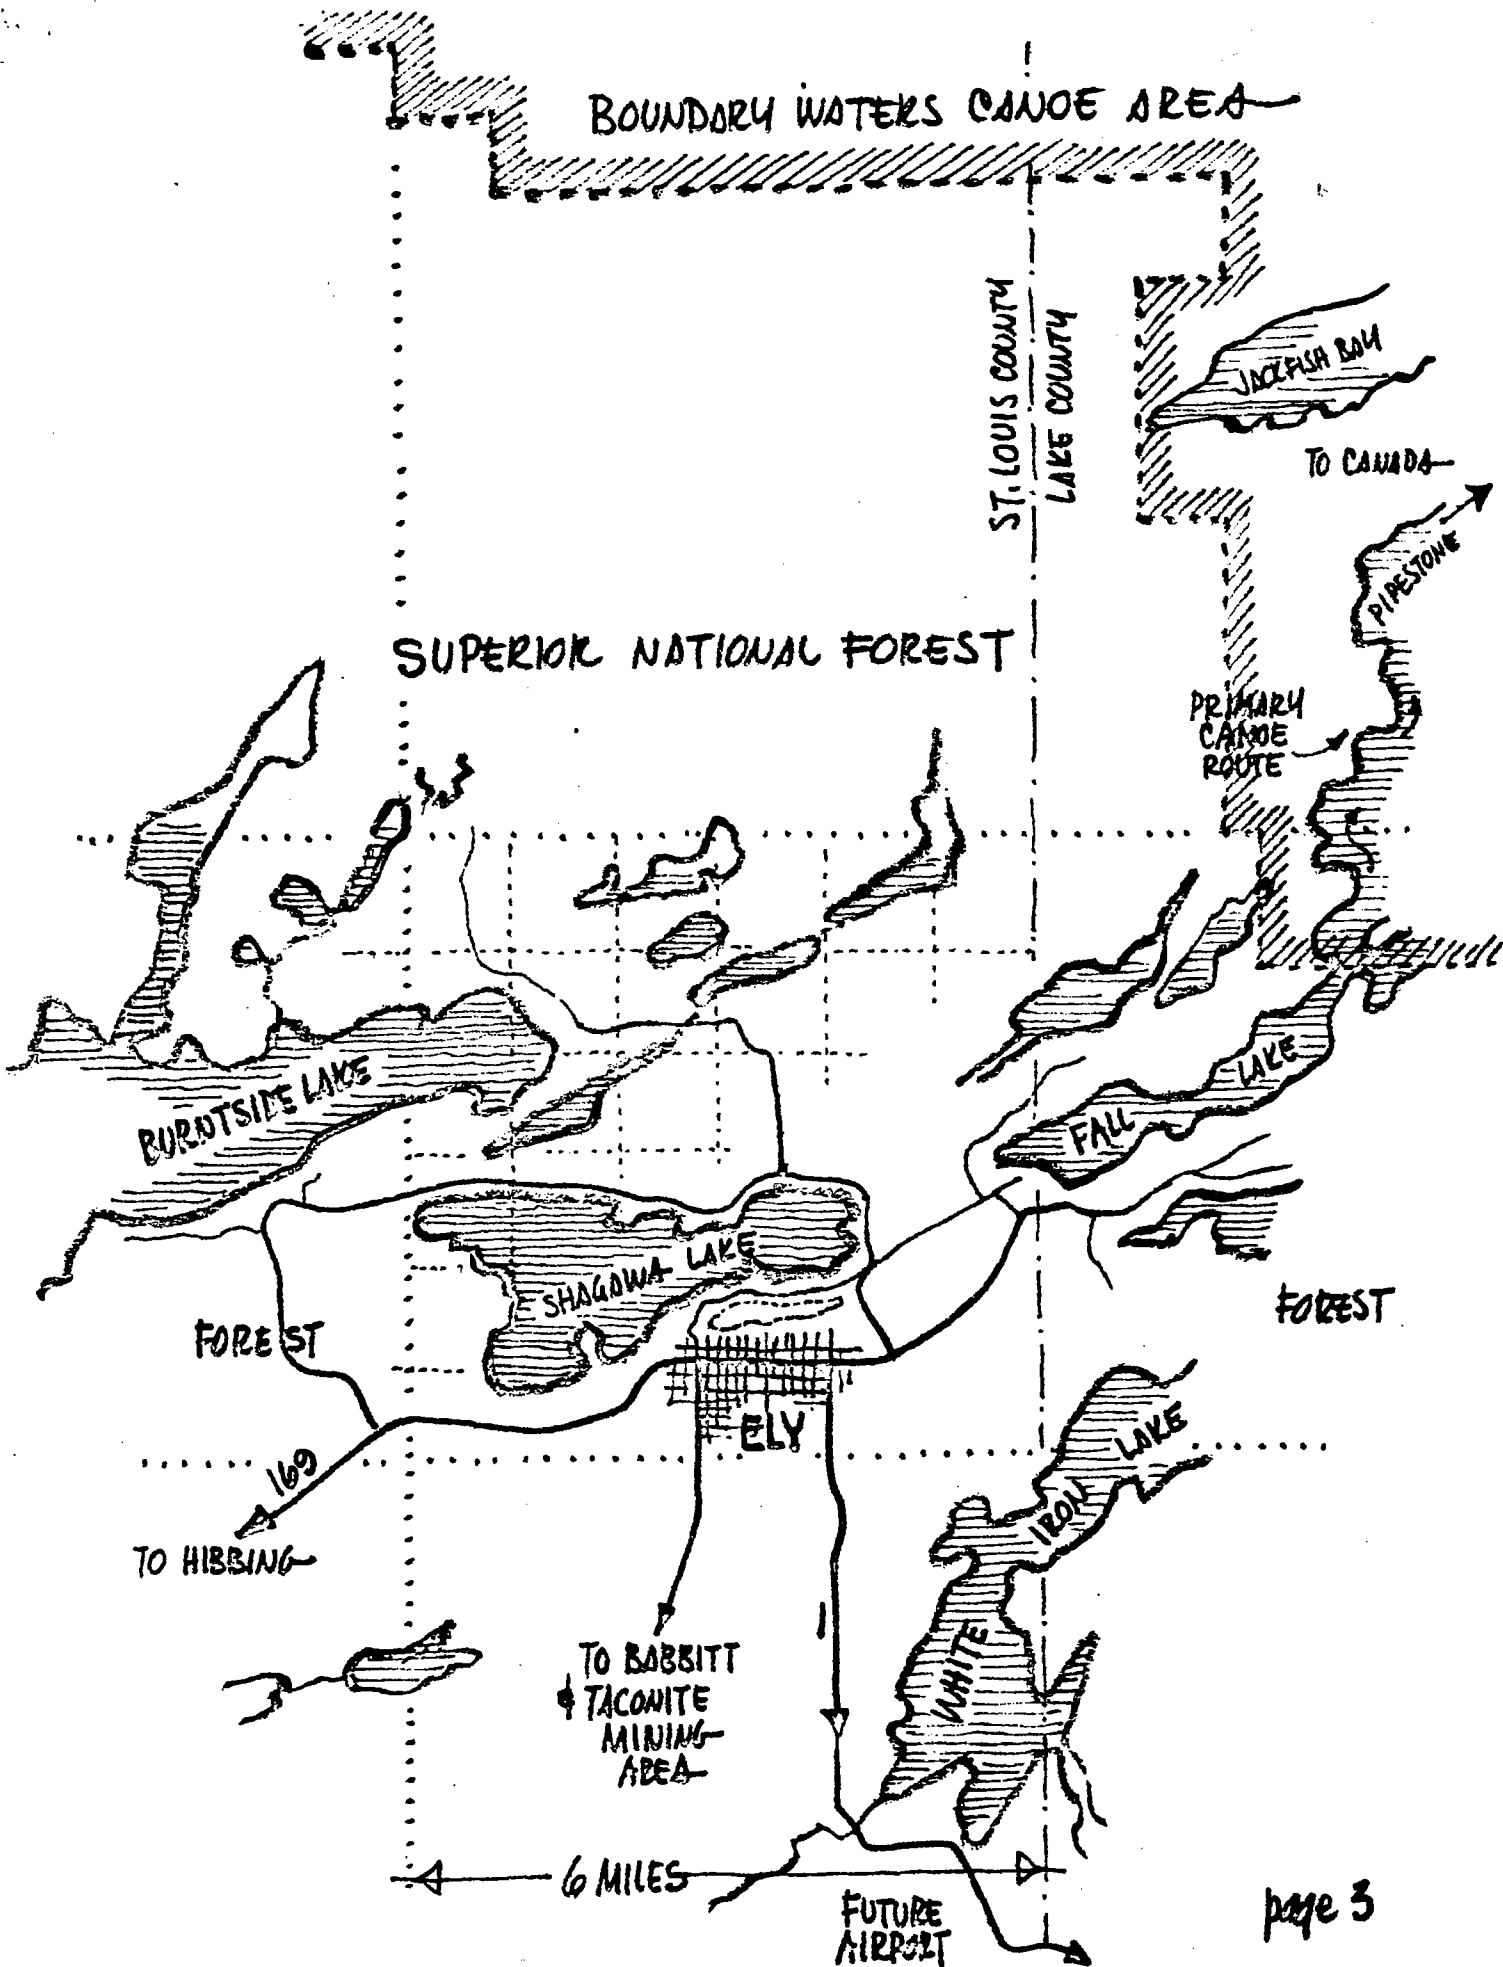 BOUNDARY WATERS CANOE AREA
ST. LOUIS COUNTY
LAKE COUNTY
JACKFISH BAY
TO CANADA
PIPESTONE
SUPERIOR NATIONAL FOREST
PRIMARY
CANOE
ROUTE
BURNTSIDE LAKE
FALL LAKE
SHAGAWA LAKE
FOREST
FOREST
ELY
169
TO HIBBING
WHITE IRON LAKE
TO BABBITT
& TACONITE
MINING
AREA
6 MILES
FUTURE
AIRPORT
page 3